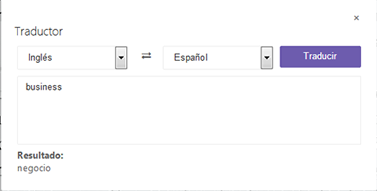 Traductor
Inglés Español Traducir
business
Resultado:
negocio